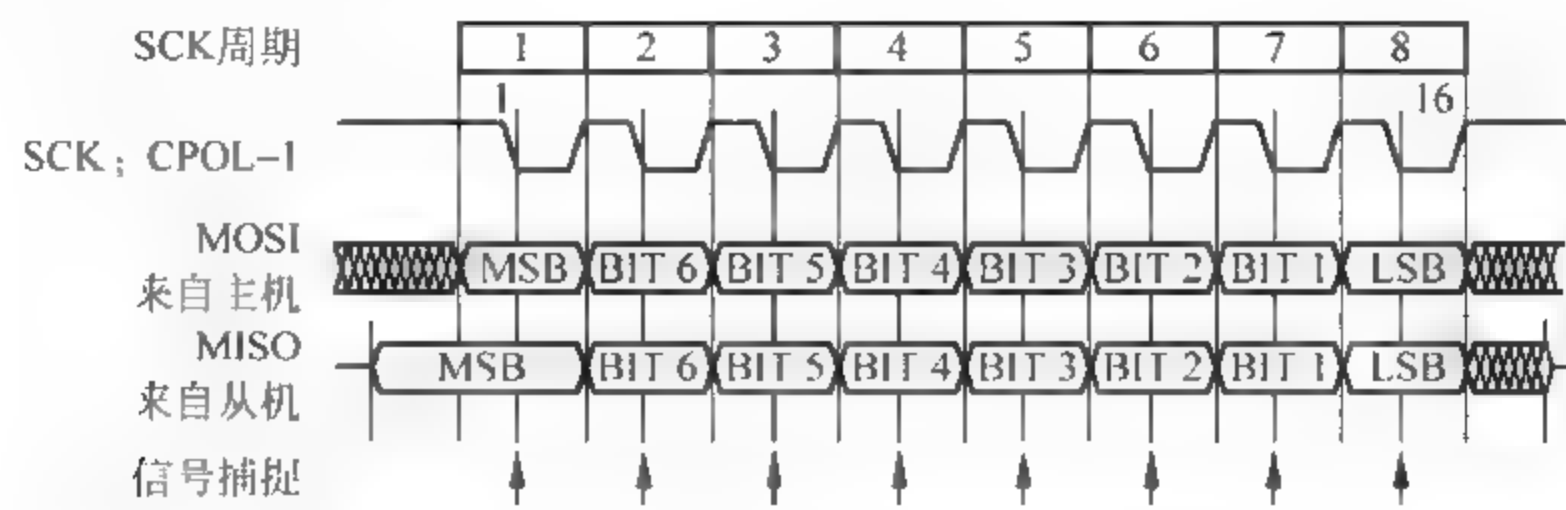 SCK周期 1 2 3 4 5 6 7 8
1 16
SCK; CPOL-1
MOSI
来自主机
MSB BIT 6 BIT 5 BIT 4 BIT 3 BIT 2 BIT 1 LSB
MISO
来自从机
MSB BIT 6 BIT 5 BIT 4 BIT 3 BIT 2 BIT 1 LSB
信号捕捉